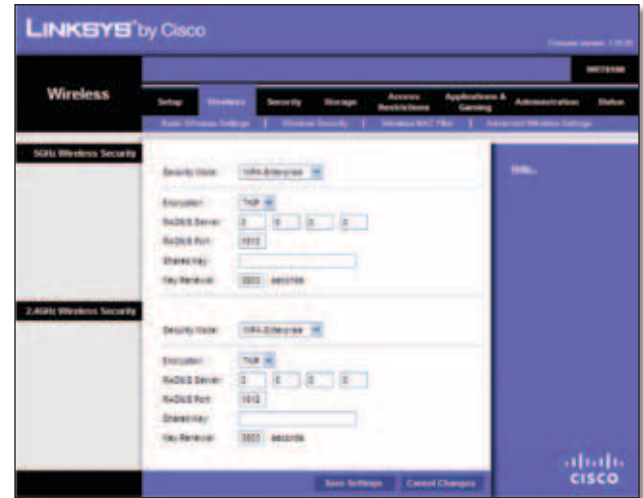 LINKSYS® by Cisco
Firmware Version: 
Wireless
Setup Wireless Security Storage Access Restrictions Applications & Gaming Administration Status
Basic Wireless Settings | Wireless Security | Wireless MAC Filter | Advanced Wireless Settings
5GHz Wireless Security
Help...
Security Mode: WPA-Enterprise
Encryption: TKIP
RADIUS Server: 0 0 0 0
RADIUS Port: 1812
Shared Key:
Key Renewal: 3600 seconds
2.4GHz Wireless Security
Security Mode: WPA-Enterprise
Encryption: TKIP
RADIUS Server: 0 0 0 0
RADIUS Port: 1812
Shared Key:
Key Renewal: 3600 seconds
Save Settings Cancel Changes
CISCO